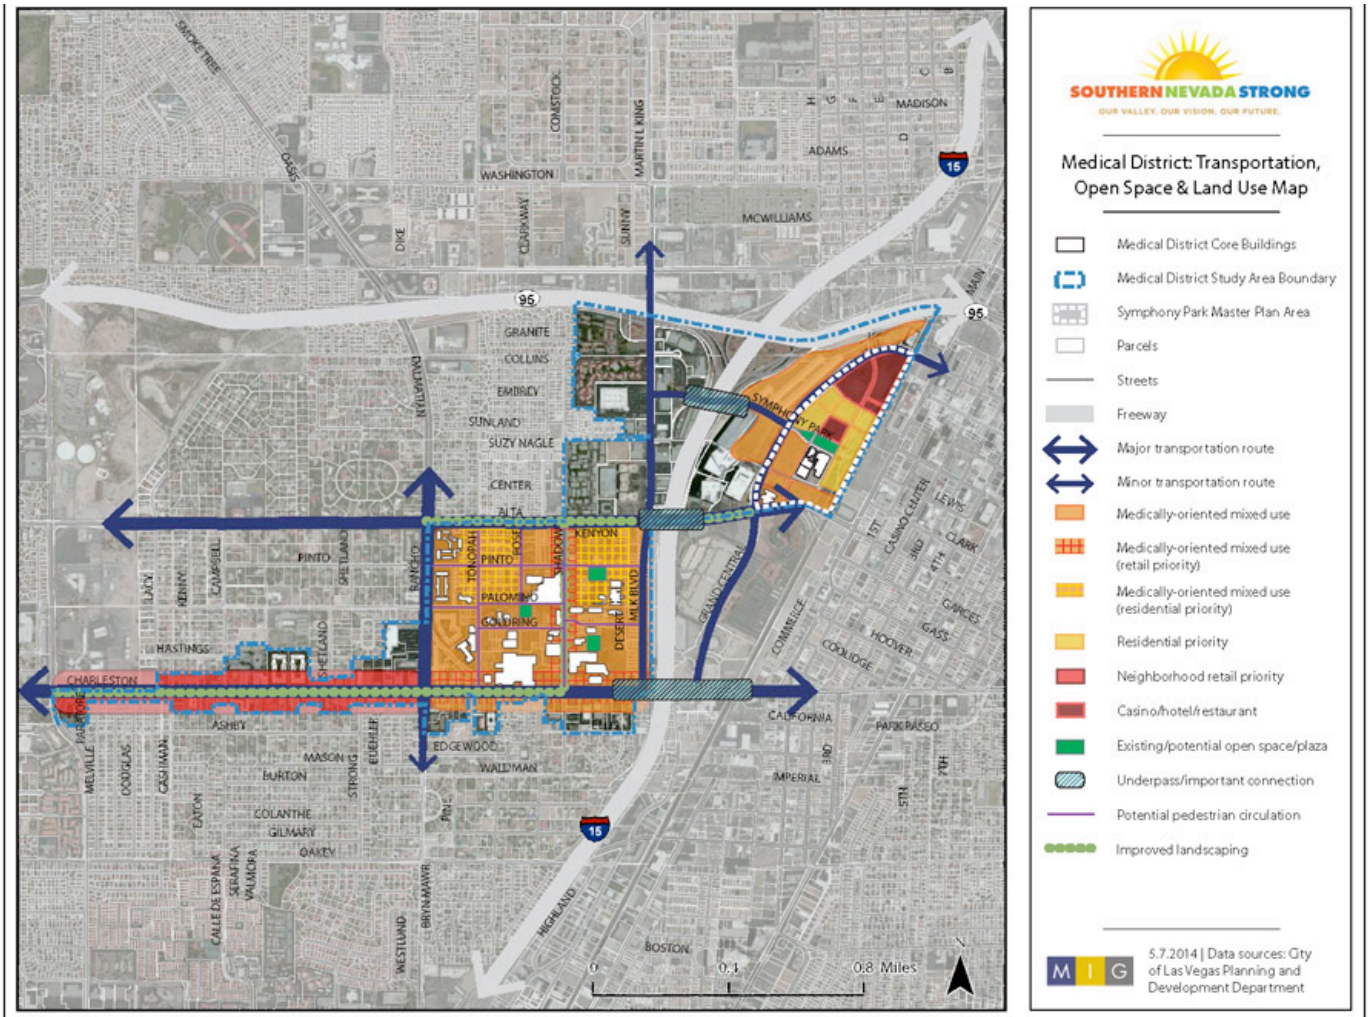 SMOKE TREE
OASIS
COMSTOCK
MARTIN L KING
H
G
F
E
C
B
D
MADISON
ADAMS
15
WASHINGTON
MCWILLIAMS
DIKE
CLARKWAY
SUNNY
MAIN
95
95
GRANITE
COLLINS
EMBREY
SUNLAND
SUZY NAGLE
CENTER
ALTA
KENYON
SYMPHONY PARK
LEWIS
CLARK
CASINO CENTER
1ST
3RD
4TH
GARCES
GASS
HOOVER
COOLIDGE
COMMERCE
GRAND CENTRAL
PINTO
SHETLAND
CAMPBELL
KENNY
LACY
RANCHO
TONOPAH
PINTO
ROSE
SHADOW
PALOMINO
GOLDRING
DESERT
MLK BLVD
HASTINGS
SHETLAND
CHARLESTON
ASHBY
EDGEWOOD
WALDMAN
ELLIS
CALIFORNIA
PARK PASEO
IMPERIAL
3RD
5TH
7TH
MELVILLE
DOUGLAS
CASHMAN
MASON
BURTON
STRONG
EATON
COLANTHE
GILMARY
OAKEY
PINE
CALLE DE ESPANA
SERAFINA
VALMORA
WESTLUND
BRYN MAWR
15
HIGHLAND
BOSTON
0 0.4 0.8 Miles
SOUTHERN NEVADA STRONG
OUR VALLEY. OUR VISION. OUR FUTURE.
Medical District: Transportation,
Open Space & Land Use Map
Medical District Core Buildings
Medical District Study Area Boundary
Symphony Park Master Plan Area
Parcels
Streets
Freeway
Major transportation route
Minor transportation route
Medically-oriented mixed use
Medically-oriented mixed use
(retail priority)
Medically-oriented mixed use
(residential priority)
Residential priority
Neighborhood retail priority
Casino/hotel/restaurant
Existing/potential open space/plaza
Underpass/important connection
Potential pedestrian circulation
Improved landscaping
M I G
5.7.2014 | Data sources: City
of Las Vegas Planning and
Development Department